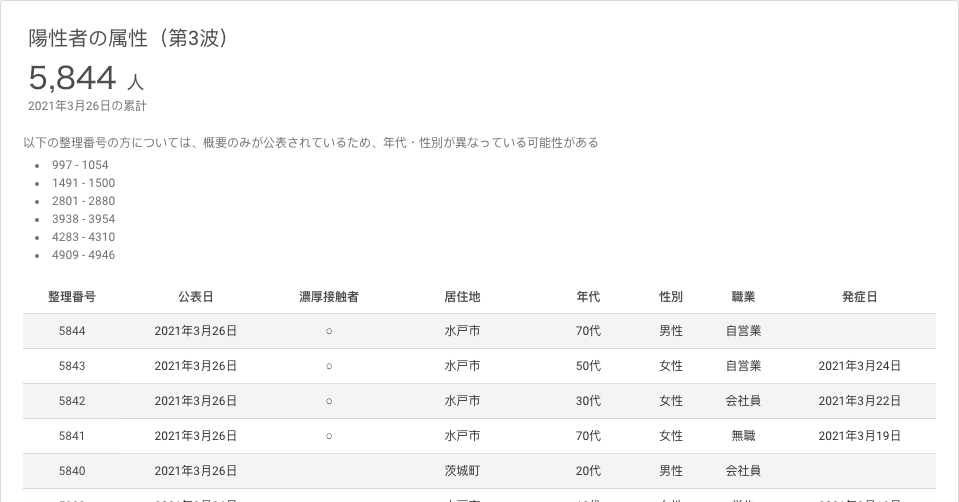 陽性者の属性（第3波）
5,844 人
2021年3月26日の累計
以下の整理番号の方については、概要のみが公表されているため、年代・性別が異なっている可能性がある
• 997 - 1054
• 1491 - 1500
• 2801 - 2880
• 3938 - 3954
• 4283 - 4310
• 4909 - 4946
整理番号 公表日 濃厚接触者 居住地 年代 性別 職業 発症日
5844 2021年3月26日 ○ 水戸市 70代 男性 自営業
5843 2021年3月26日 ○ 水戸市 50代 女性 自営業 2021年3月24日
5842 2021年3月26日 ○ 水戸市 30代 女性 会社員 2021年3月22日
5841 2021年3月26日 ○ 水戸市 70代 女性 無職 2021年3月19日
5840 2021年3月26日 茨城町 20代 男性 会社員